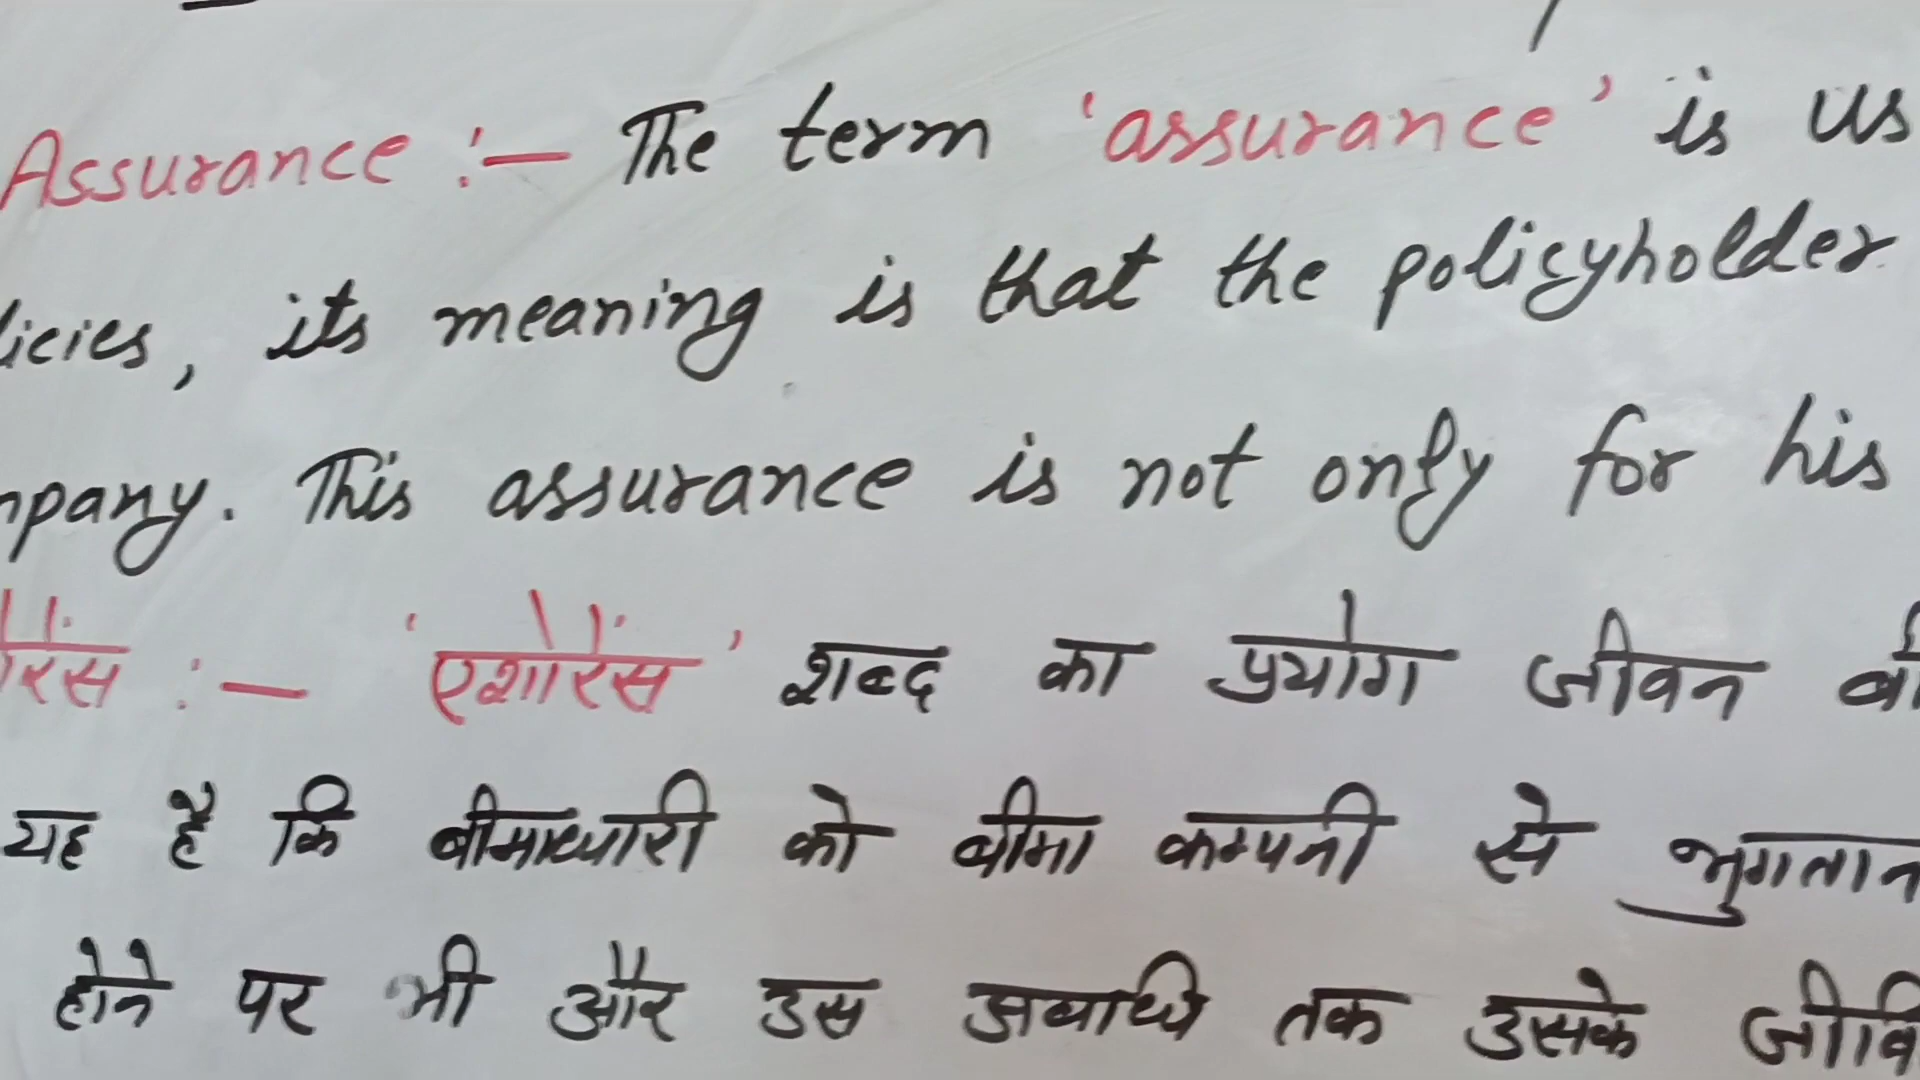 Assurance :- The term 'assurance' is us
licies, its meaning is that the policyholder
mpany. This assurance is not only for his
रेंस :- 'एशोरेंस' शब्द का प्रयोग जीवन बी
यह है कि बीमाधारी को बीमा कम्पनी से भुगतान
होने पर भी और उस अवधि तक उसके जीवि